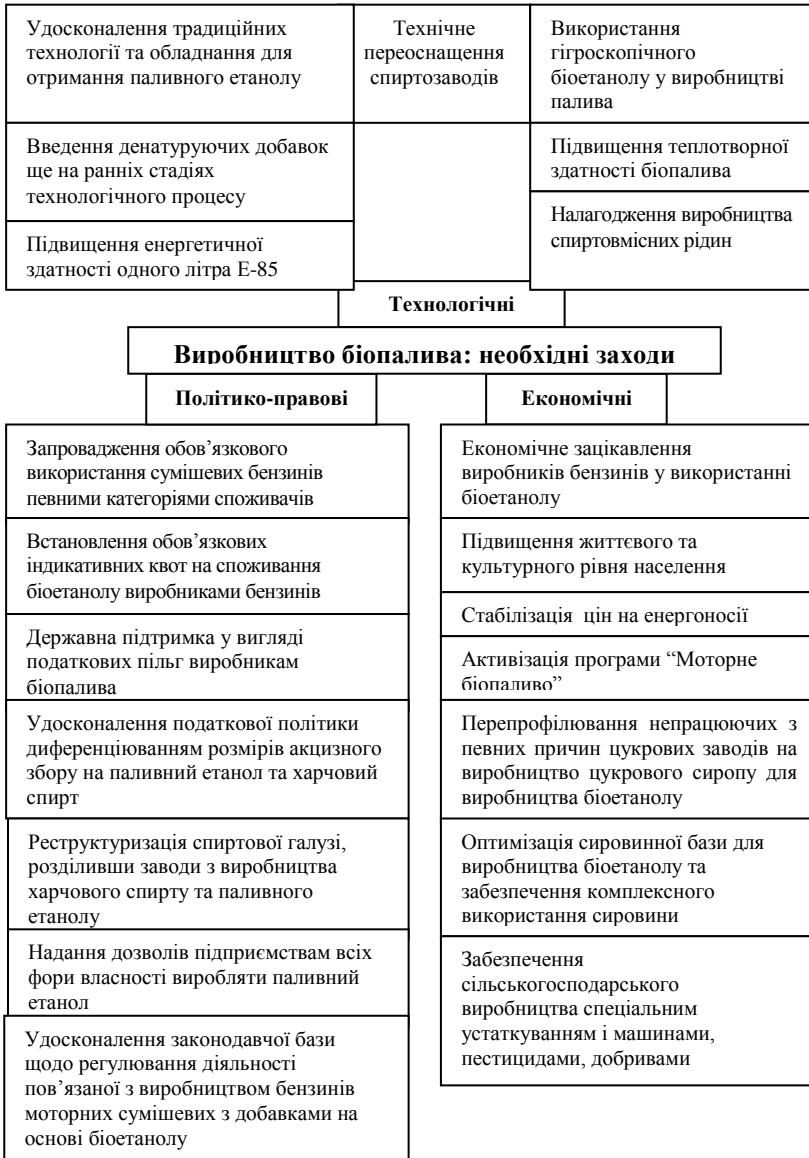 Удосконалення традиційних
технології та обладнання для
отримання паливного етанолу
Введення денатуруючих добавок
ще на ранніх стадіях
технологічного процесу
Підвищення енергетичної
здатності одного літра Е-85
Технічне
переоснащення
спиртозаводів
Використання
гігроскопічного
біоетанолу у виробництві
палива
Підвищення теплотворної
здатності біопалива
Налагодження виробництва
спиртовмісних рідин
Технологічні
Виробництво біопалива: необхідні заходи
Політико-правові
Запровадження обов’язкового
використання сумішевих бензинів
певними категоріями споживачів
Встановлення обов’язкових
індикативних квот на споживання
біоетанолу виробниками бензинів
Державна підтримка у вигляді
податкових пільг виробникам
біопалива
Удосконалення податкової політики
диференціюванням розмірів акцизного
збору на паливний етанол та харчовий
спирт
Реструктуризація спиртової галузі,
розділивши заводи з виробництва
харчового спирту та паливного
етанолу
Надання дозволів підприємствам всіх
фори власності виробляти паливний
етанол
Удосконалення законодавчої бази
щодо регулювання діяльності
пов’язаної з виробництвом бензинів
моторних сумішевих з добавками на
основі біоетанолу
Економічні
Економічне зацікавлення
виробників бензинів у використанні
біоетанолу
Підвищення життєвого та
культурного рівня населення
Стабілізація цін на енергоносії
Активізація програми “Моторне
біопаливо”
Перепрофілювання непрацюючих з
певних причин цукрових заводів на
виробництво цукрового сиропу для
виробництва біоетанолу
Оптимізація сировинної бази для
виробництва біоетанолу та
забезпечення комплексного
використання сировини
Забезпечення
сільськогосподарського
виробництва спеціальним
устаткуванням і машинами,
пестицидами, добривами